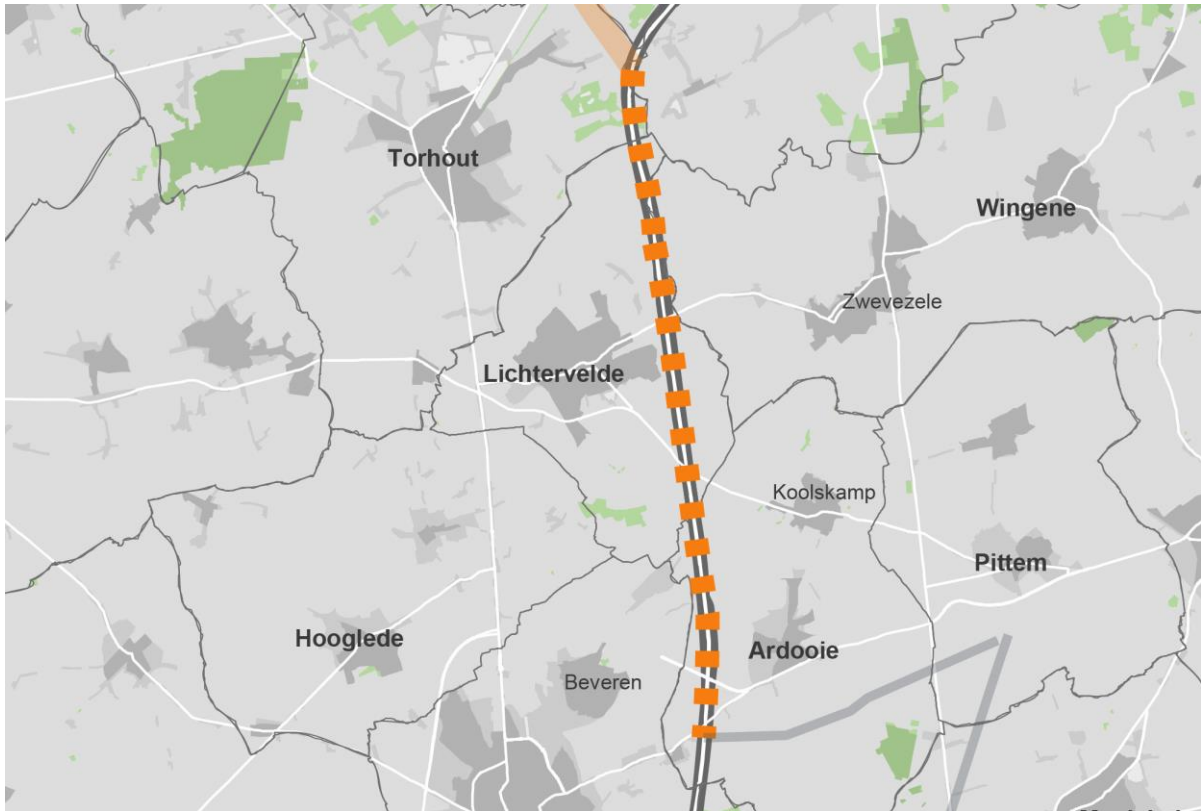 Torhout
Wingene
Zwevezele
Lichtervelde
Koolskamp
Pittem
Hooglede
Ardooie
Beveren